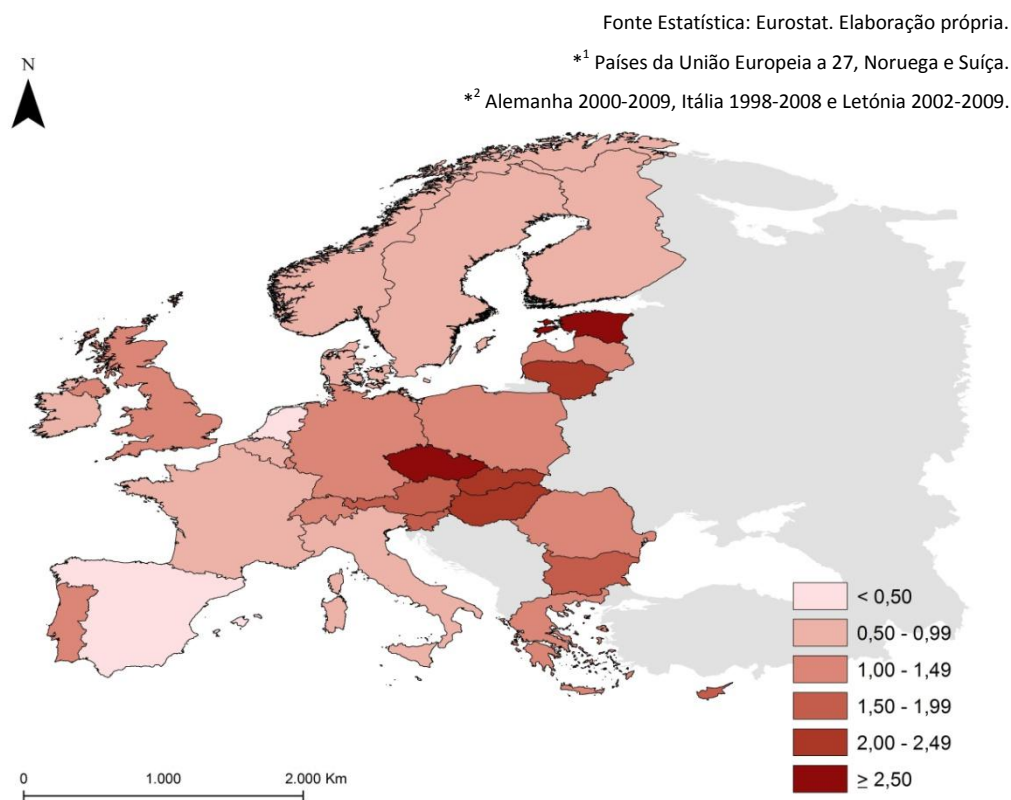 Fonte Estatística: Eurostat. Elaboração própria.
*1 Países da União Europeia a 27, Noruega e Suíça.
*2 Alemanha 2000-2009, Itália 1998-2008 e Letónia 2002-2009.
N
< 0,50
0,50 - 0,99
1,00 - 1,49
1,50 - 1,99
2,00 - 2,49
≥ 2,50
0 1.000 2.000 Km